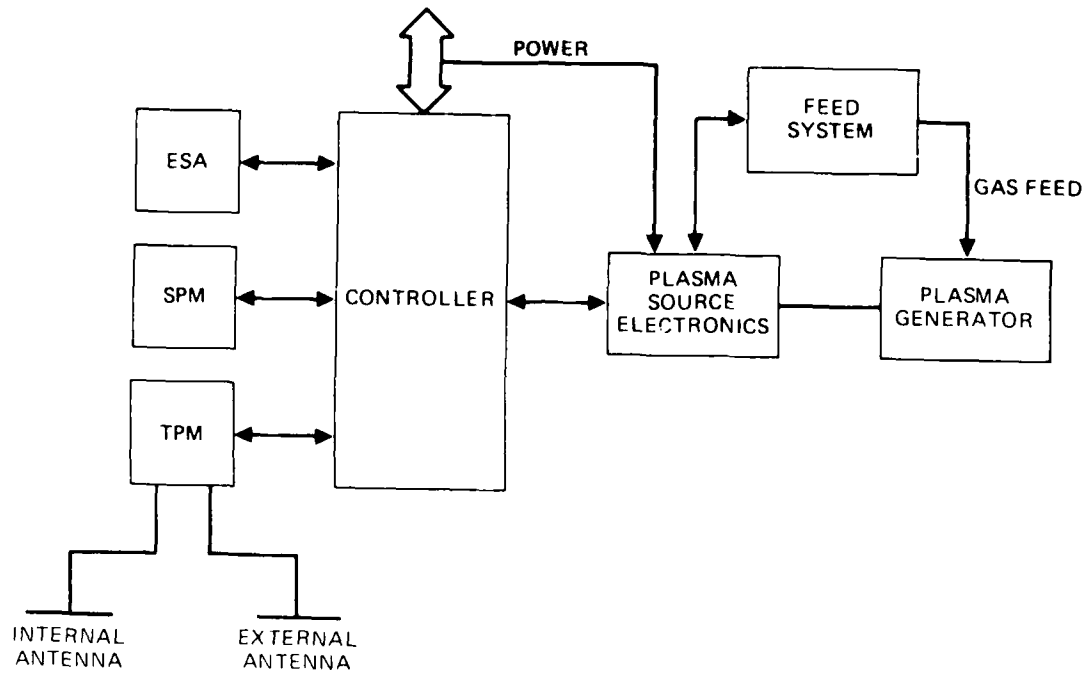 POWER
FEED
SYSTEM
ESA
GAS FEED
SPM
CONTROLLER
PLASMA
SOURCE
ELECTRONICS
PLASMA
GENERATOR
TPM
INTERNAL
ANTENNA
EXTERNAL
ANTENNA